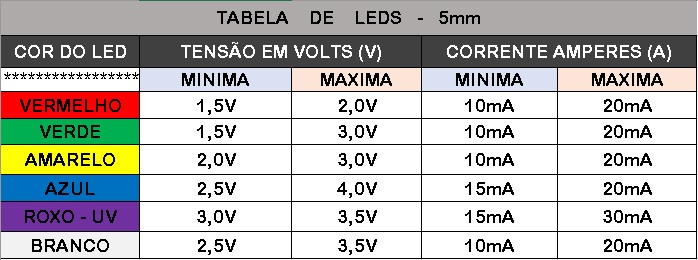 TABELA DE LEDS - 5mm
COR DO LED TENSÃO EM VOLTS (V) CORRENTE AMPERES (A)
***************** MINIMA MAXIMA MINIMA MAXIMA
VERMELHO 1,5V 2,0V 10mA 20mA
VERDE 1,5V 3,0V 10mA 20mA
AMARELO 2,0V 3,0V 10mA 20mA
AZUL 2,5V 4,0V 15mA 20mA
ROXO - UV 3,0V 3,5V 15mA 30mA
BRANCO 2,5V 3,5V 10mA 20mA